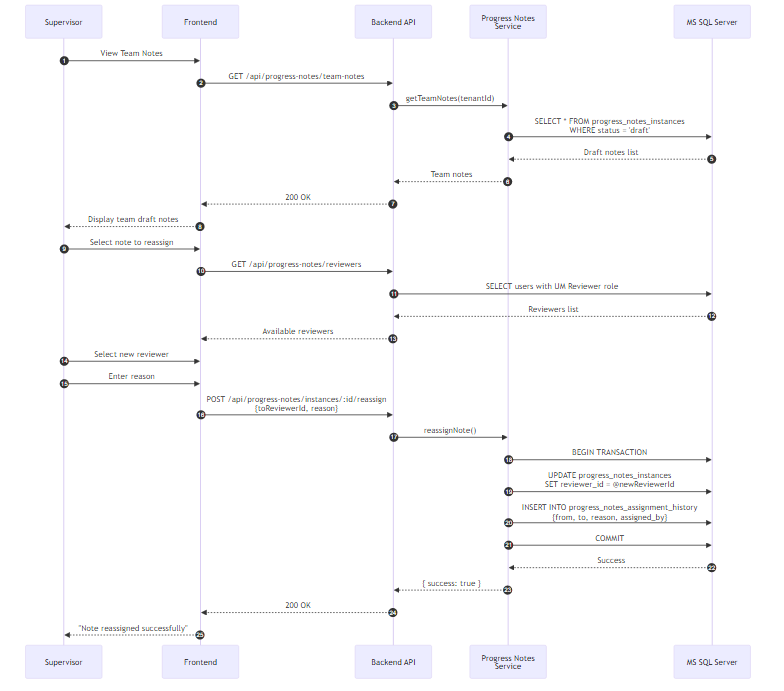 Supervisor
Frontend
Backend API
Progress Notes
Service
MS SQL Server
1
View Team Notes
2
GET /api/progress-notes/team-notes
3
getTeamNotes(tenantId)
SELECT * FROM progress_notes_instances
WHERE status = 'draft'
4
Draft notes list
5
Team notes
6
200 OK
7
Display team draft notes
8
9
Select note to reassign
10
GET /api/progress-notes/reviewers
11
SELECT users with UM Reviewer role
Reviewers list
12
Available reviewers
13
14
Select new reviewer
15
Enter reason
POST /api/progress-notes/instances/:id/reassign
{toReviewerId, reason}
16
17
reassignNote()
18
BEGIN TRANSACTION
UPDATE progress_notes_instances
SET reviewer_id = @newReviewerId
19
INSERT INTO progress_notes_assignment_history
{from, to, reason, assigned_by}
20
COMMIT
21
Success
22
{ success: true }
23
200 OK
24
"Note reassigned successfully"
25
Supervisor
Frontend
Backend API
Progress Notes
Service
MS SQL Server